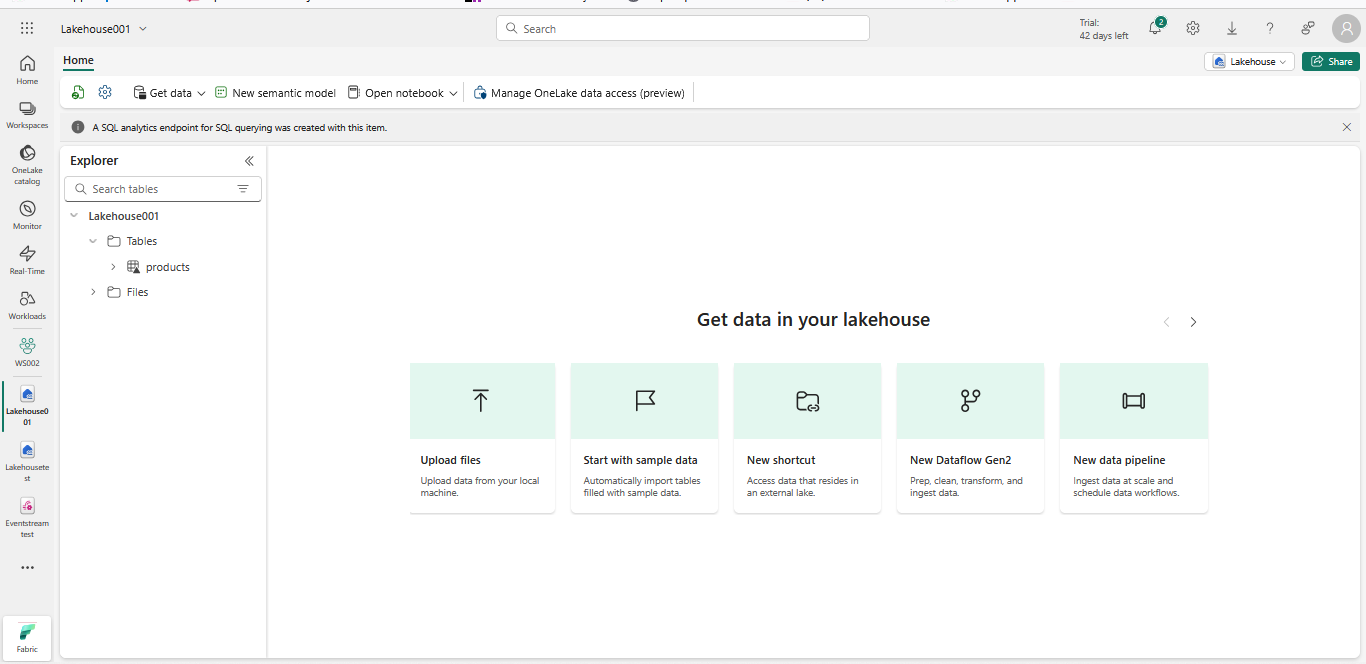 Lakehouse001
Search
Trial:
42 days left
2
Home
Lakehouse
Share
Get data
New semantic model
Open notebook
Manage OneLake data access (preview)
A SQL analytics endpoint for SQL querying was created with this item.
Home
Workspaces
OneLake
catalog
Monitor
Real-Time
Workloads
WS002
Lakehouse0
01
Lakehousete
st
Eventstream
test
Fabric
Explorer
Search tables
Lakehouse001
Tables
products
Files
Get data in your lakehouse
Upload files
Upload data from your local
machine.
Start with sample data
Automatically import tables
filled with sample data.
New shortcut
Access data that resides in
an external lake.
New Dataflow Gen2
Prep, clean, transform, and
ingest data.
New data pipeline
Ingest data at scale and
schedule data workflows.